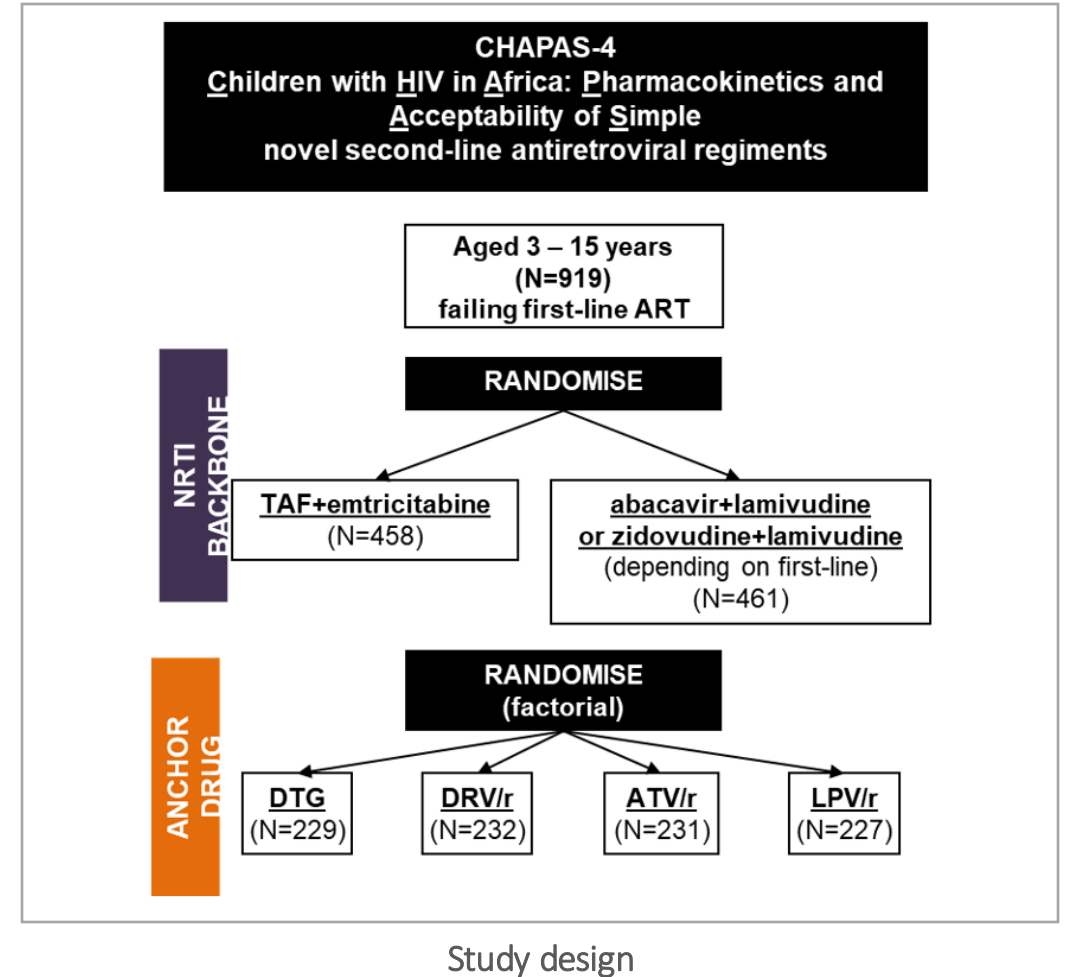 CHAPAS-4
Children with HIV in Africa: Pharmacokinetics and
Acceptability of Simple
novel second-line antiretroviral regiments
Aged 3 – 15 years
(N=919)
failing first-line ART
NRTI
BACKBONE
RANDOMISE
TAF+emtricitabine
(N=458)
abacavir+lamivudine
or zidovudine+lamivudine
(depending on first-line)
(N=461)
ANCHOR
DRUG
RANDOMISE
(factorial)
DTG
(N=229)
DRV/r
(N=232)
ATV/r
(N=231)
LPV/r
(N=227)
Study design